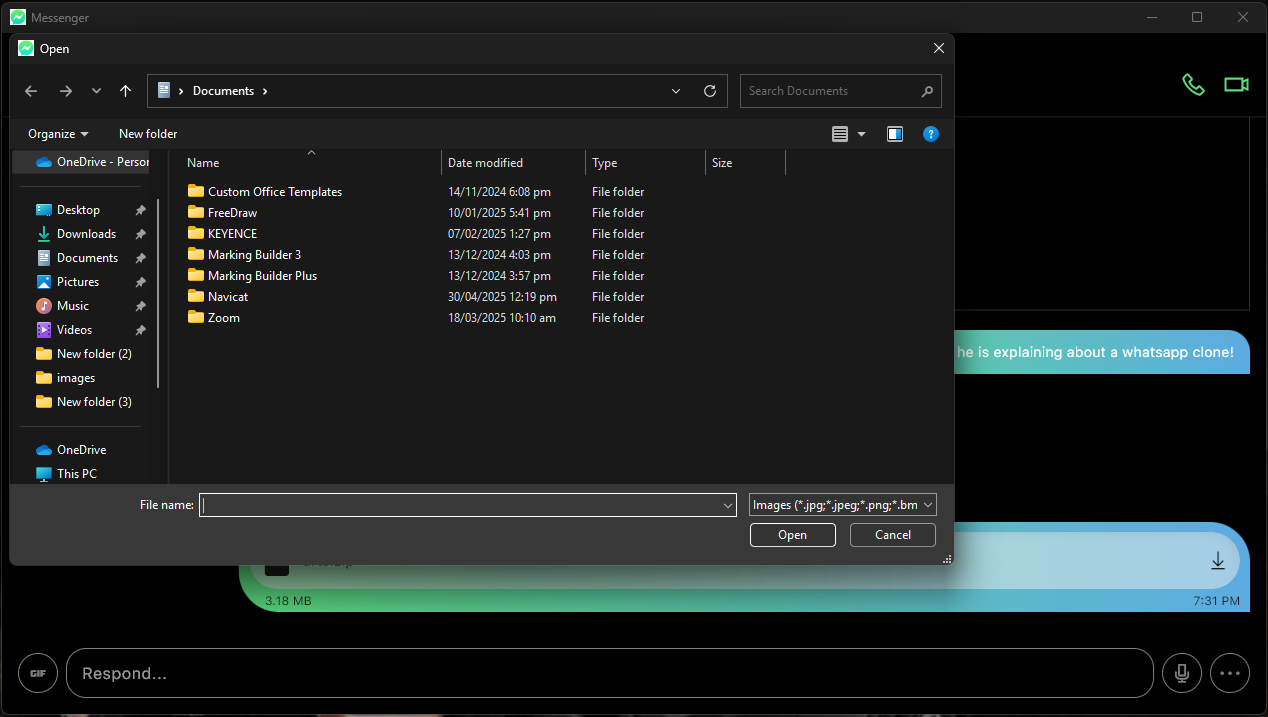 Messenger
Open
Documents
Search Documents
Organize
New folder
OneDrive - Person
Name
Date modified
Type
Size
Desktop
Downloads
Documents
Pictures
Music
Videos
New folder (2)
images
New folder (3)
OneDrive
This PC
Custom Office Templates 14/11/2024 6:08 pm File folder
FreeDraw 10/01/2025 5:41 pm File folder
KEYENCE 07/02/2025 1:27 pm File folder
Marking Builder 3 13/12/2024 4:03 pm File folder
Marking Builder Plus 13/12/2024 3:57 pm File folder
Navicat 30/04/2025 12:19 pm File folder
Zoom 18/03/2025 10:10 am File folder
he is explaining about a whatsapp clone!
File name:
Images (*.jpg;*.jpeg;*.png;*.bm
Open
Cancel
3.18 MB
7:31 PM
GIF
Respond...